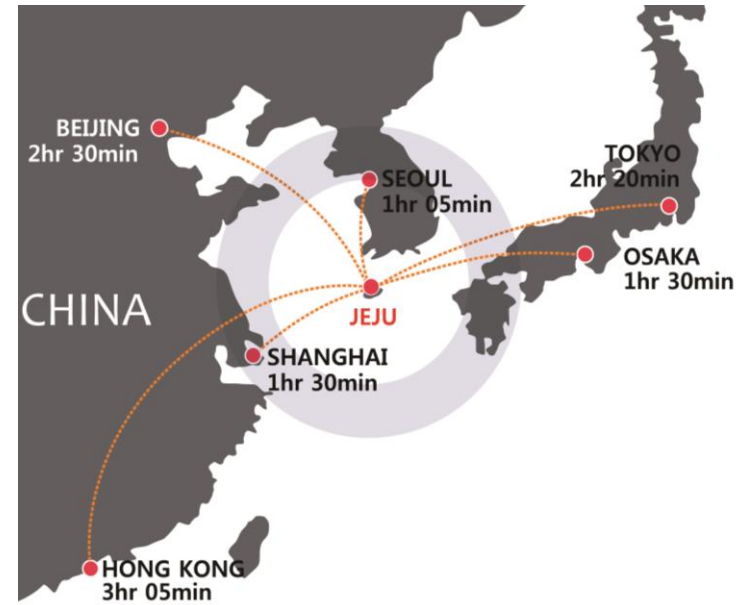 BEIJING
2hr 30min
SEOUL
1hr 05min
TOKYO
2hr 20min
OSAKA
1hr 30min
CHINA
JEJU
SHANGHAI
1hr 30min
HONG KONG
3hr 05min